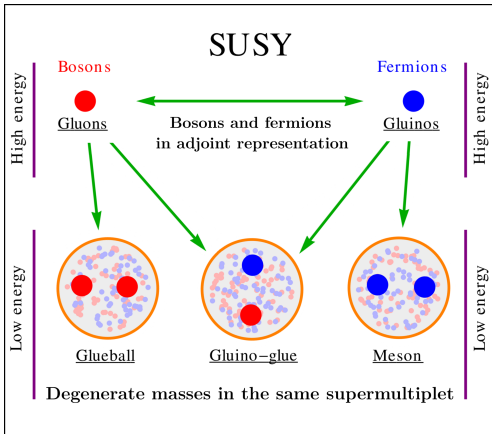 SUSY
Bosons
Fermions
High energy
High energy
Gluons
Gluinos
Bosons and fermions
in adjoint representation
Low energy
Low energy
Glueball
Gluino−glue
Meson
Degenerate masses in the same supermultiplet